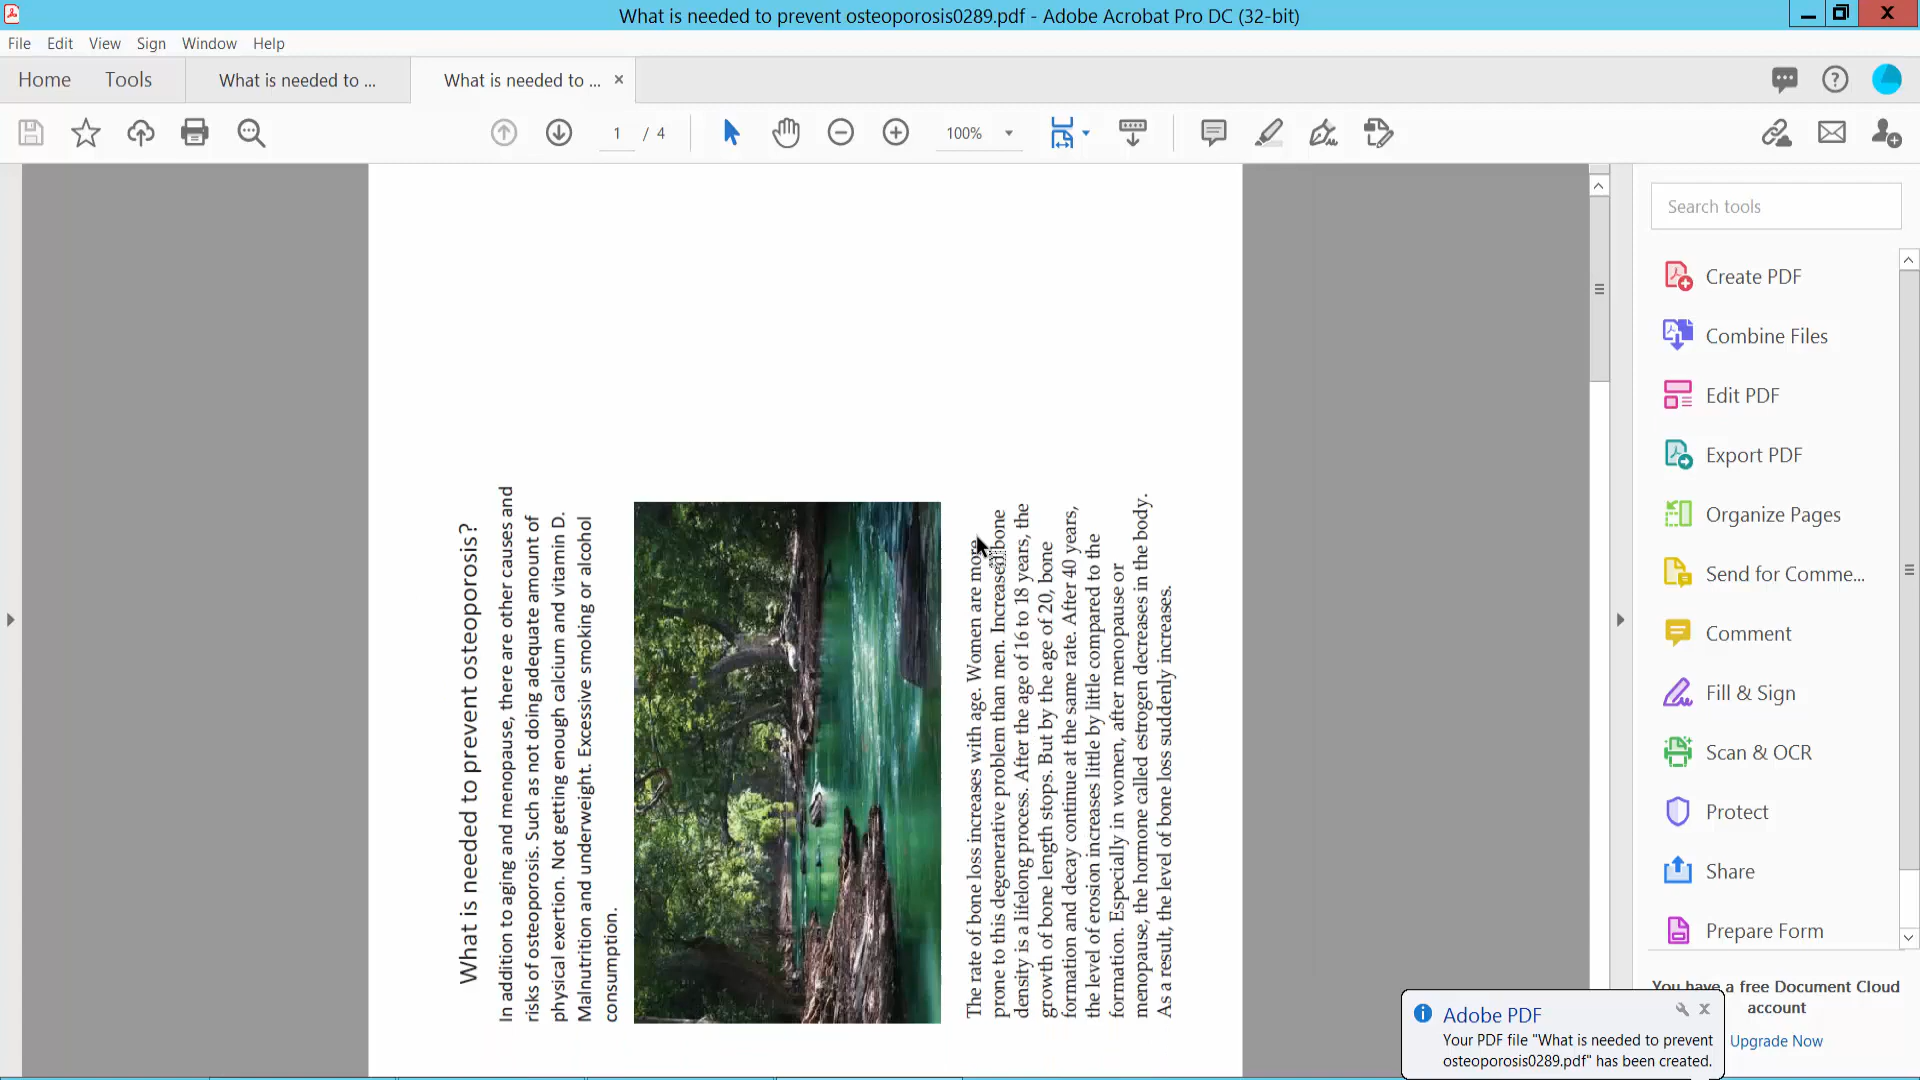 What is needed to prevent osteoporosis0289.pdf - Adobe Acrobat Pro DC (32-bit)
File Edit View Sign Window Help
Home Tools What is needed to ... What is needed to ... ×
1 / 4 100%
Search tools
Create PDF
Combine Files
Edit PDF
Export PDF
Organize Pages
Send for Comme...
Comment
Fill & Sign
Scan & OCR
Protect
Share
Prepare Form
You have a free Document Cloud
account
Upgrade Now
What is needed to prevent osteoporosis?
In addition to aging and menopause, there are other causes and
risks of osteoporosis. Such as not doing adequate amount of
physical exertion. Not getting enough calcium and vitamin D.
Malnutrition and underweight. Excessive smoking or alcohol
consumption.
The rate of bone loss increases with age. Women are more
prone to this degenerative problem than men. Increased bone
density is a lifelong process. After the age of 16 to 18 years, the
growth of bone length stops. But by the age of 20, bone
formation and decay continue at the same rate. After 40 years,
the level of erosion increases little by little compared to the
formation. Especially in women, after menopause or
menopause, the hormone called estrogen decreases in the body.
As a result, the level of bone loss suddenly increases.
Adobe PDF
Your PDF file "What is needed to prevent
osteoporosis0289.pdf" has been created.